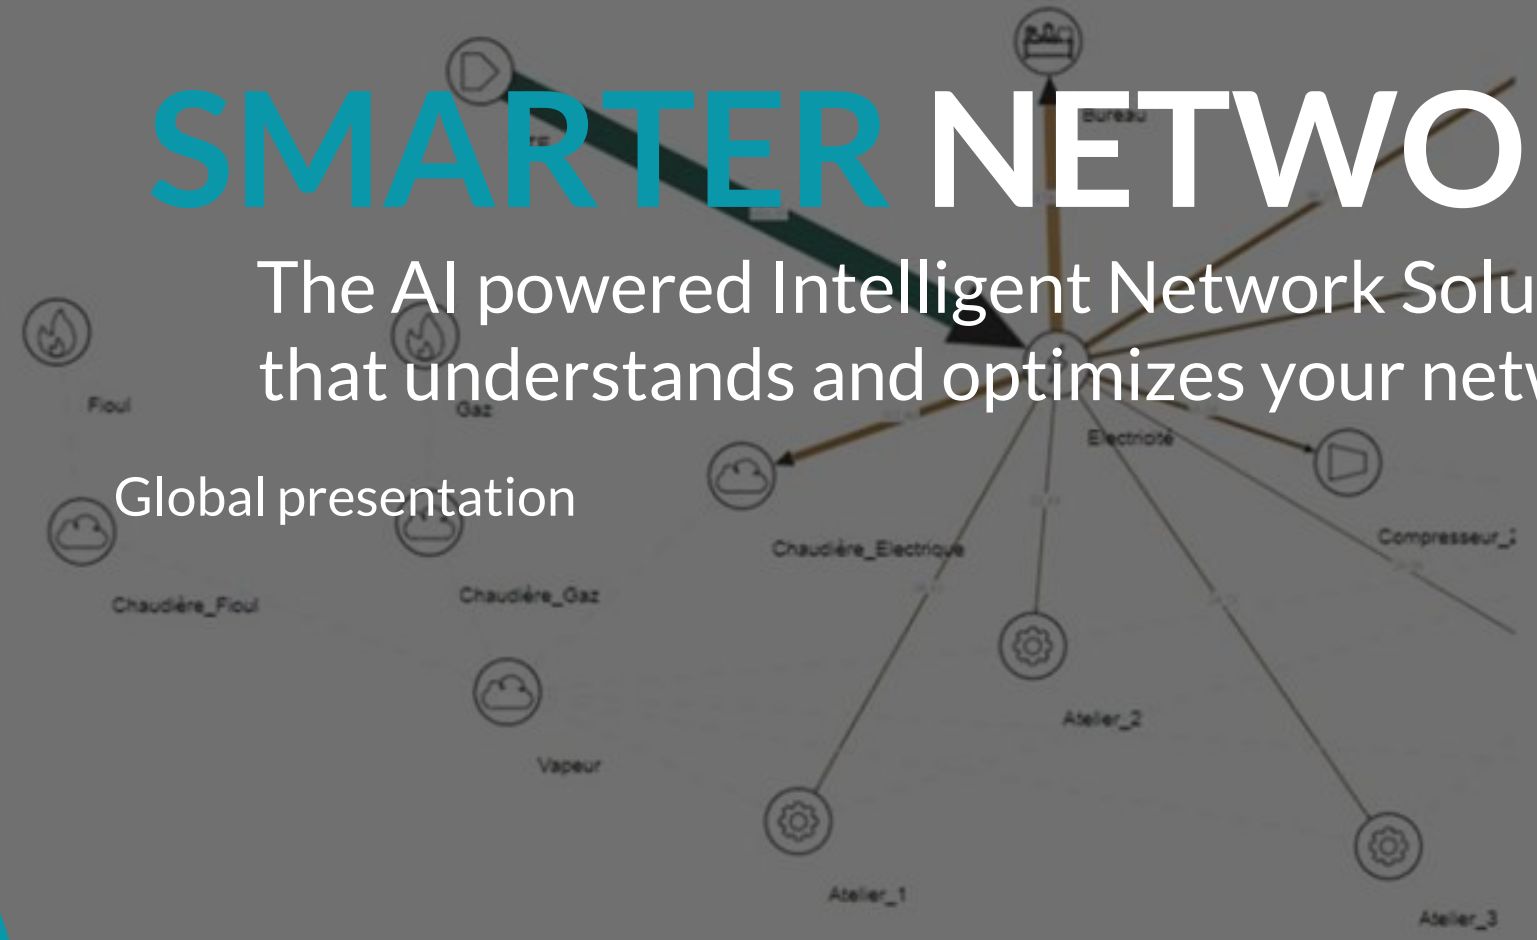 Bureau
SMARTER NETWO
The AI powered Intelligent Network Solu
that understands and optimizes your netw
Fioul
Gaz
Electricité
Global presentation
Chaudière_Electrique
Compresseur_2
Chaudière_Fioul
Chaudière_Gaz
Atelier_2
Vapeur
Atelier_1
Atelier_3